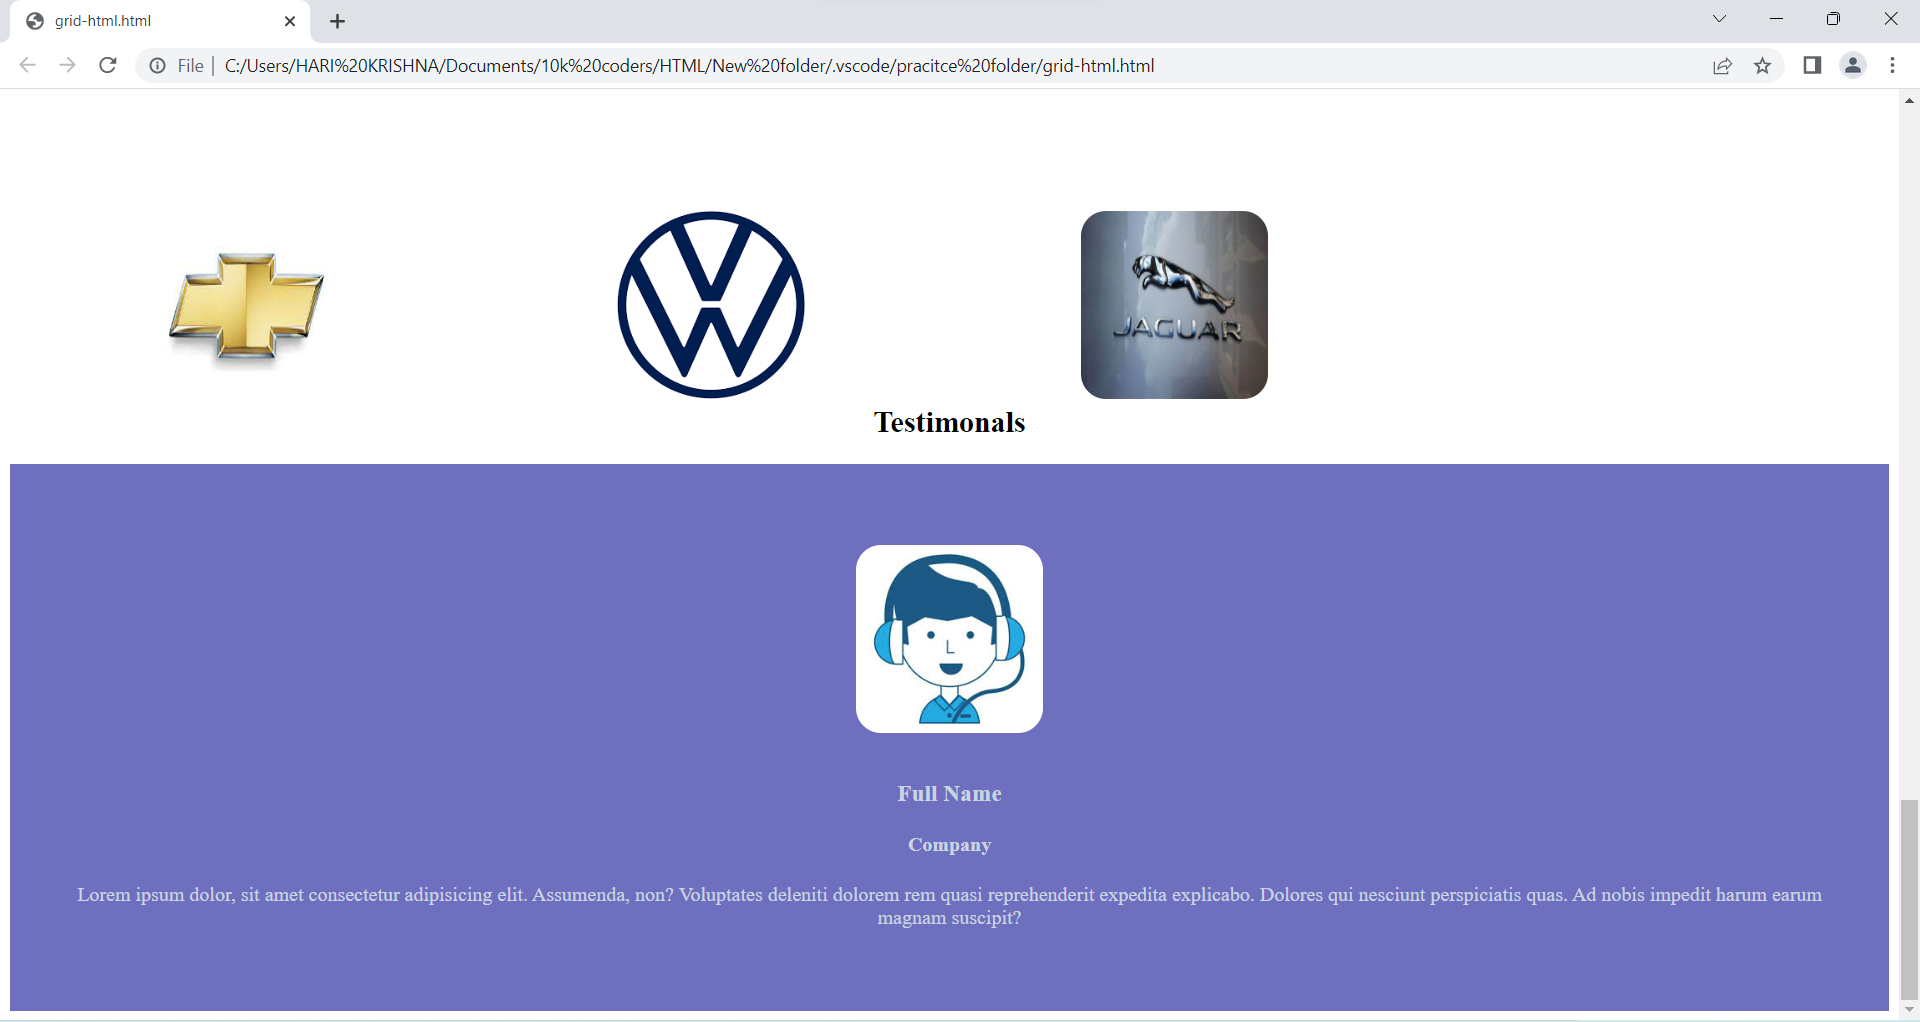 grid-html.html
File
C:/Users/HARI%20KRISHNA/Documents/10k%20coders/HTML/New%20folder/.vscode/pracitce%20folder/grid-html.html
JAGUAR
Testimonals
Full Name
Company
Lorem ipsum dolor, sit amet consectetur adipisicing elit. Assumenda, non? Voluptates deleniti dolorem rem quasi reprehenderit expedita explicabo. Dolores qui nesciunt perspiciatis quas. Ad nobis impedit harum earum
magnam suscipit?